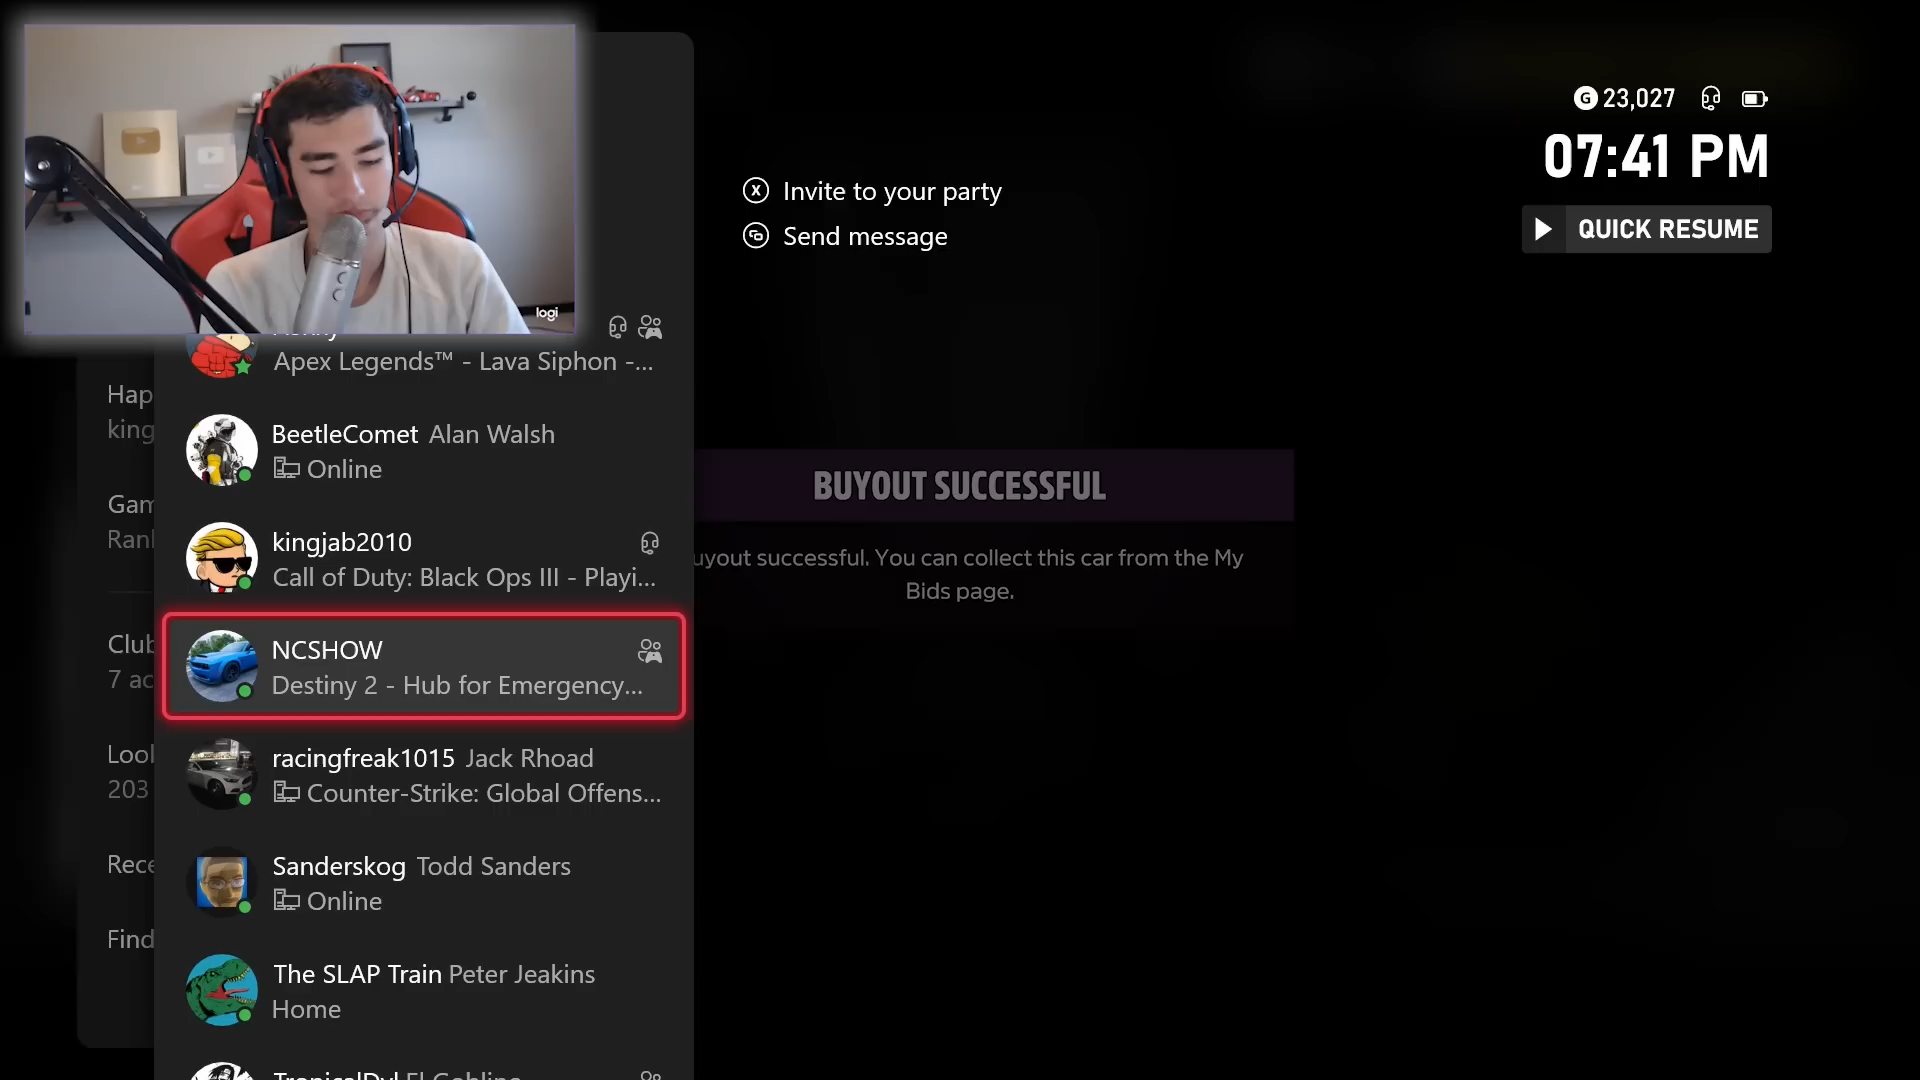 logi
23,027
07:41 PM
QUICK RESUME
Invite to your party
Send message
Apex Legends™ - Lava Siphon -...
BeetleComet Alan Walsh
Online
kingjab2010
Call of Duty: Black Ops III - Playi...
NCSHOW
Destiny 2 - Hub for Emergency...
racingfreak1015 Jack Rhoad
Counter-Strike: Global Offens...
Sanderskog Todd Sanders
Online
The SLAP Train Peter Jeakins
Home
Hap
king
Gam
Rank
Club
7 ac
Look
203
Rece
Find
BUYOUT SUCCESSFUL
uyout successful. You can collect this car from the My
Bids page.